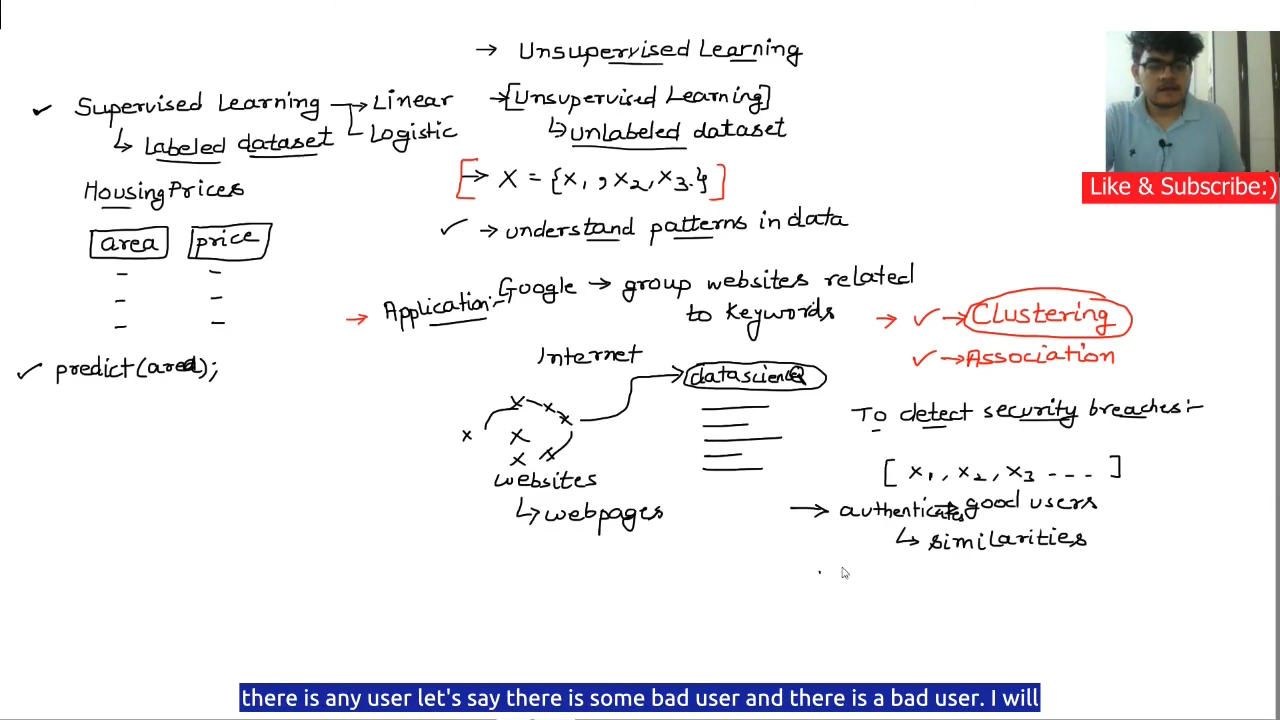 → Unsupervised Learning
✓ Supervised Learning → Linear
Logistic
↳ Labeled dataset
Housing Prices
area price
- -
- -
- -
✓ predict(area);
→ [Unsupervised Learning]
↳ unlabeled dataset
[→ X = {x1, x2, x3.}]
✓ → understand patterns in data
→ Application:- Google → group websites related
to keywords
Internet
datascience
websites
↳ webpages
→ ✓ → Clustering
✓ → Association
To detect security breaches:-
[ x1, x2, x3 --- ]
→ authenticates → good users
↳ similarities
Like & Subscribe:)
there is any user let's say there is some bad user and there is a bad user. I will